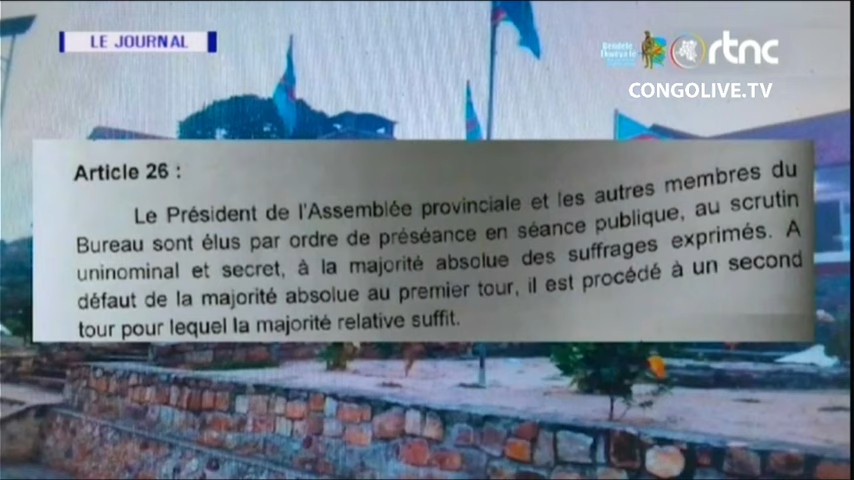 LE JOURNAL
rtnc
CONGOLIVE.TV
Article 26 :
Le Président de l'Assemblée provinciale et les autres membres du
Bureau sont élus par ordre de préséance en séance publique, au scrutin
uninominal et secret, à la majorité absolue des suffrages exprimés. A
défaut de la majorité absolue au premier tour, il est procédé à un second
tour pour lequel la majorité relative suffit.